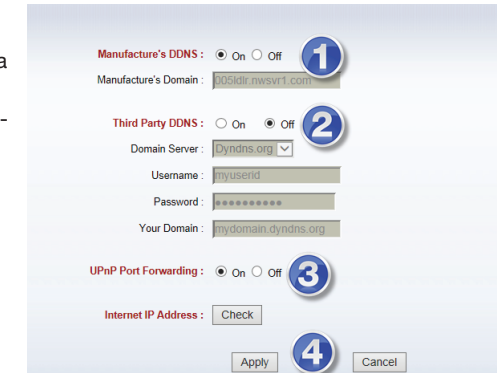 a
Manufacture's DDNS : On Off 1
Manufacture's Domain : 005ldlr.nwsvr1.com
-
Third Party DDNS : On Off 2
Domain Server : Dyndns.org
Username : myuserid
Password : ●●●●●●●●●●
Your Domain : mydomain.dyndns.org
UPnP Port Forwarding : On Off 3
Internet IP Address : Check
Apply 4 Cancel